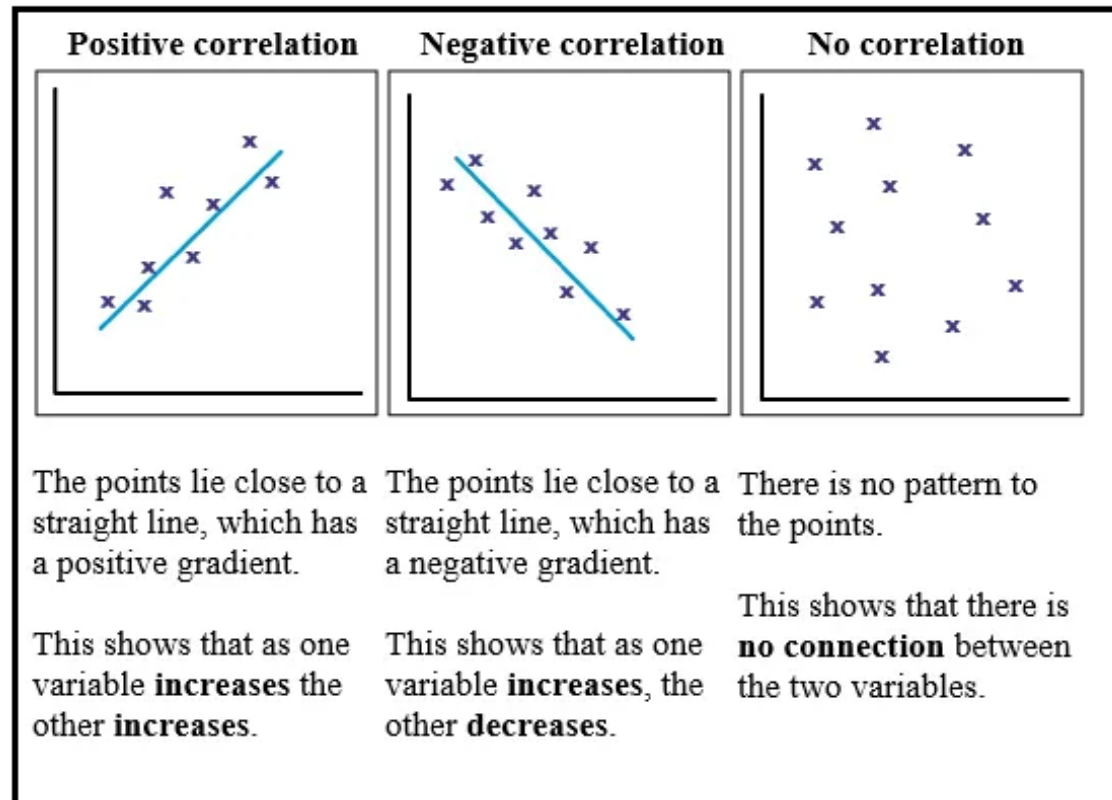 Positive correlation
Negative correlation
No correlation
The points lie close to a
straight line, which has
a positive gradient.
This shows that as one
variable increases the
other increases.
The points lie close to a
straight line, which has
a negative gradient.
This shows that as one
variable increases, the
other decreases.
There is no pattern to
the points.
This shows that there is
no connection between
the two variables.